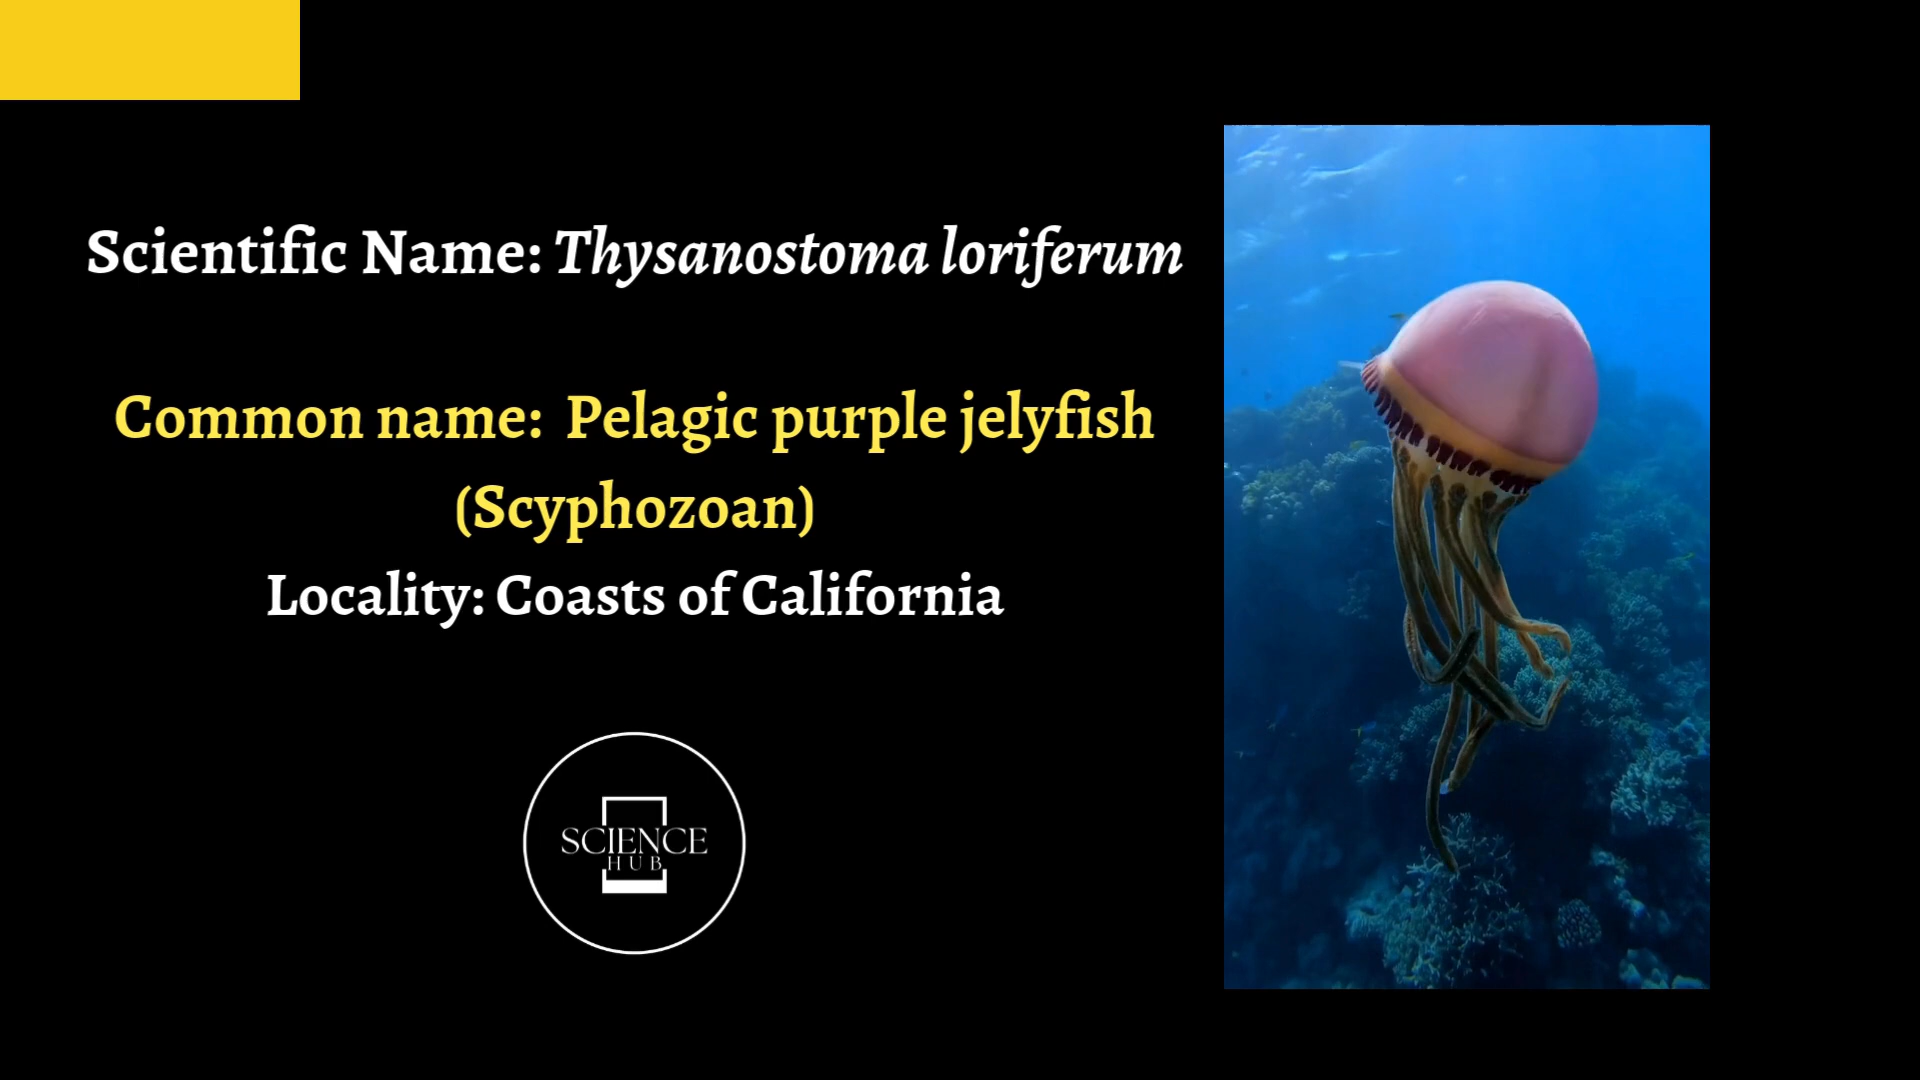 Scientific Name: Thysanostoma loriferum
Common name: Pelagic purple jelyfish
(Scyphozoan)
Locality: Coasts of California
SCIENCE
HUB